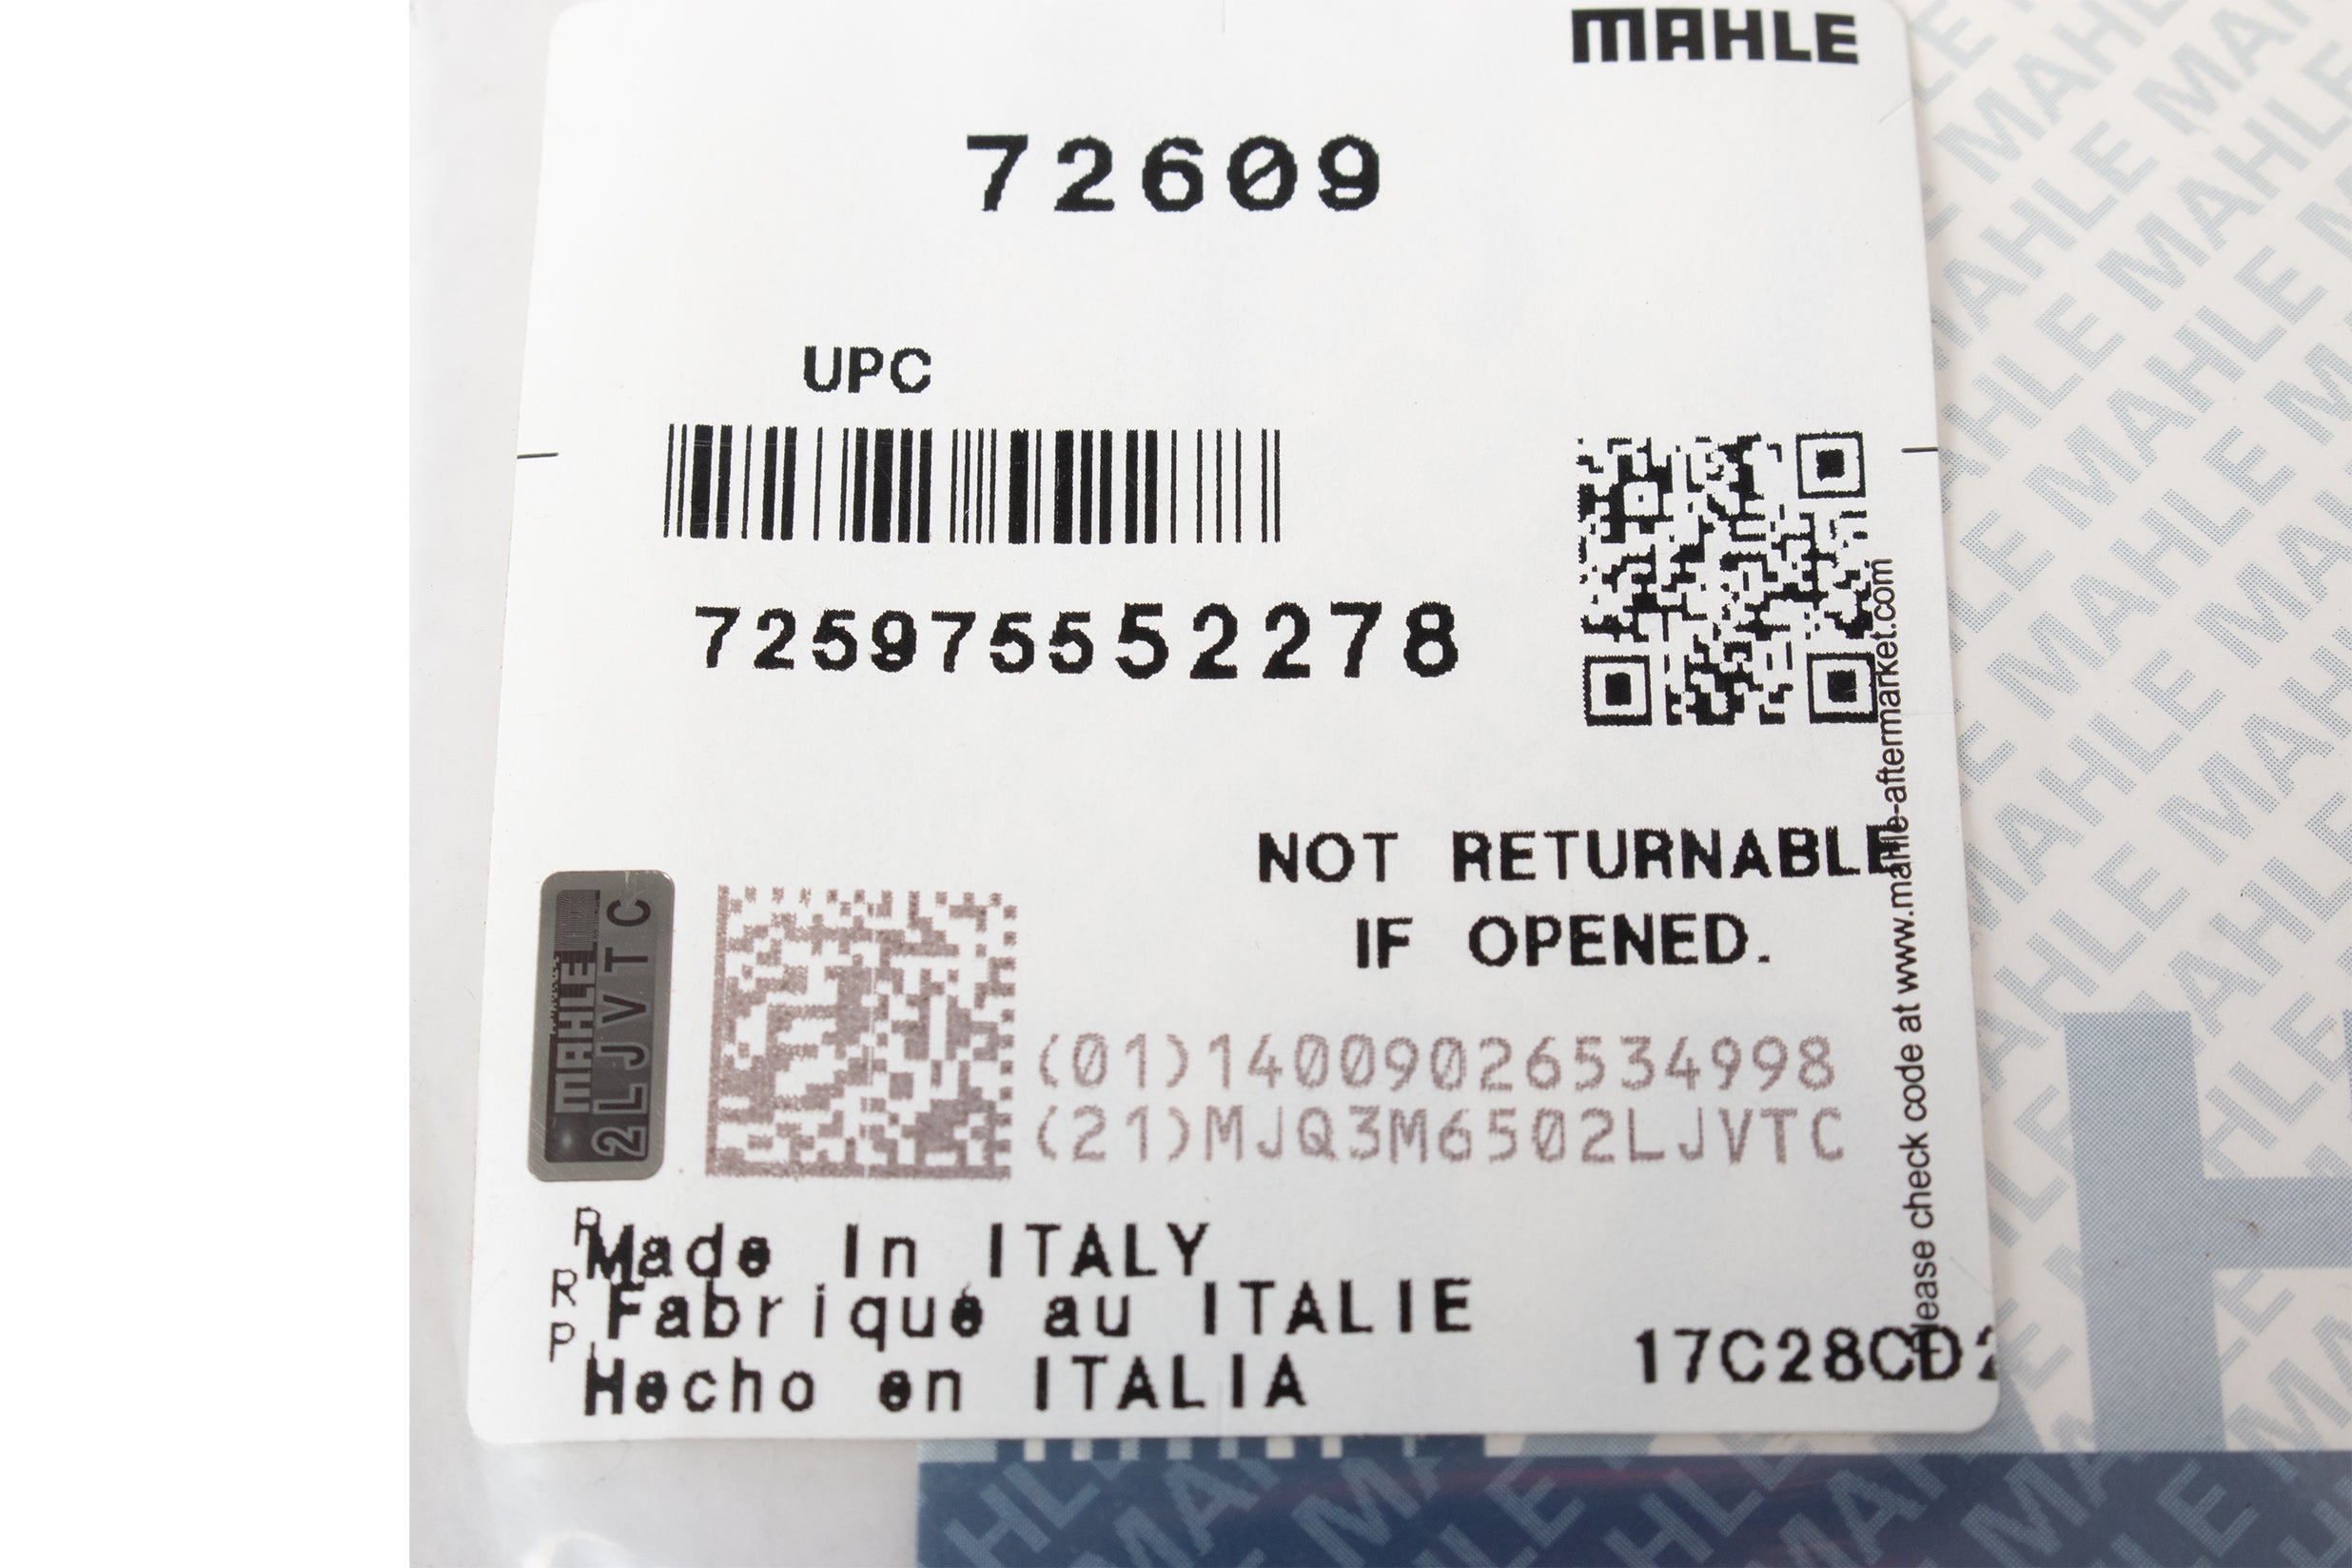 MAHLE
72609
UPC
725975552278
NOT RETURNABLE
IF OPENED.
MAHLE
2LJVTC
(01)14009026534998
(21)MJQ3M6502LJVTC
Please check code at www.mahle-aftermarket.com
Made In ITALY
Fabriqué au ITALIE
Hecho en ITALIA
17C28CD2